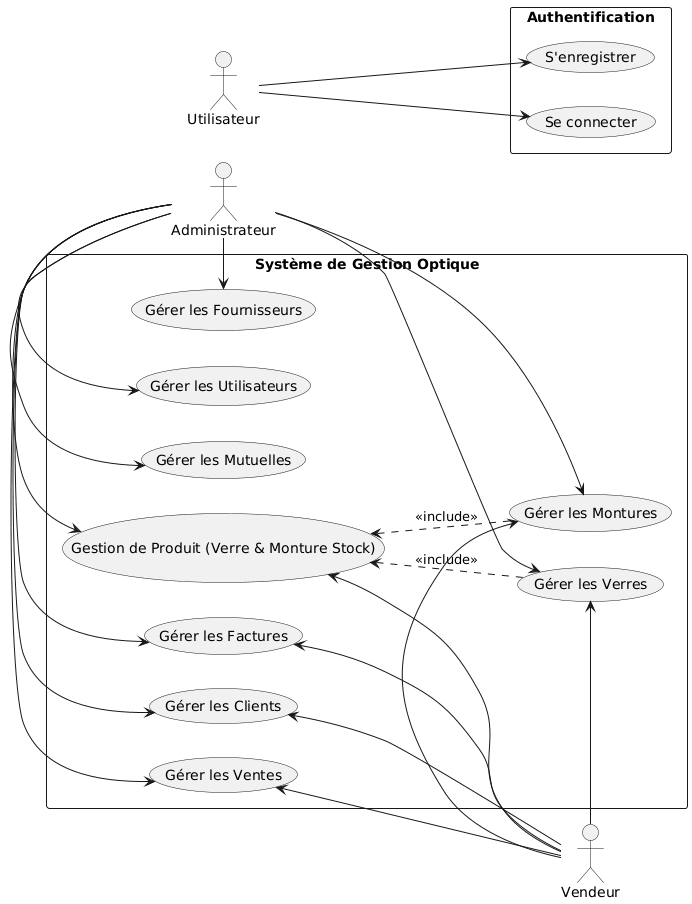 Authentification
S'enregistrer
Se connecter
Utilisateur
Administrateur
Système de Gestion Optique
Gérer les Fournisseurs
Gérer les Utilisateurs
Gérer les Mutuelles
«include»
Gérer les Montures
Gestion de Produit (Verre & Monture Stock)
«include»
Gérer les Verres
Gérer les Factures
Gérer les Clients
Gérer les Ventes
Vendeur